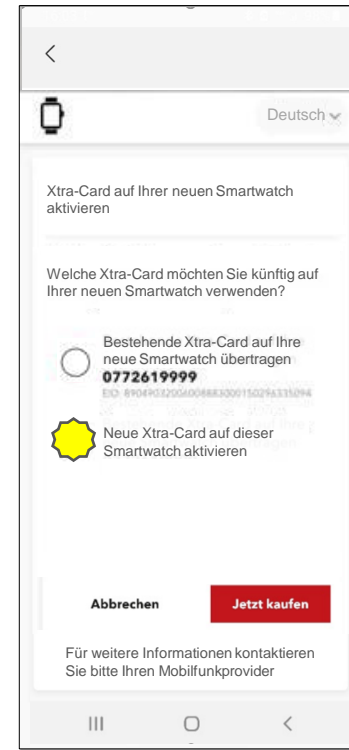 Deutsch
Xtra-Card auf Ihrer neuen Smartwatch
aktivieren
Welche Xtra-Card möchten Sie künftig auf
Ihrer neuen Smartwatch verwenden?
Bestehende Xtra-Card auf Ihre
neue Smartwatch übertragen
0772619999
Neue Xtra-Card auf dieser
Smartwatch aktivieren
Abbrechen
Jetzt kaufen
Für weitere Informationen kontaktieren
Sie bitte Ihren Mobilfunkprovider